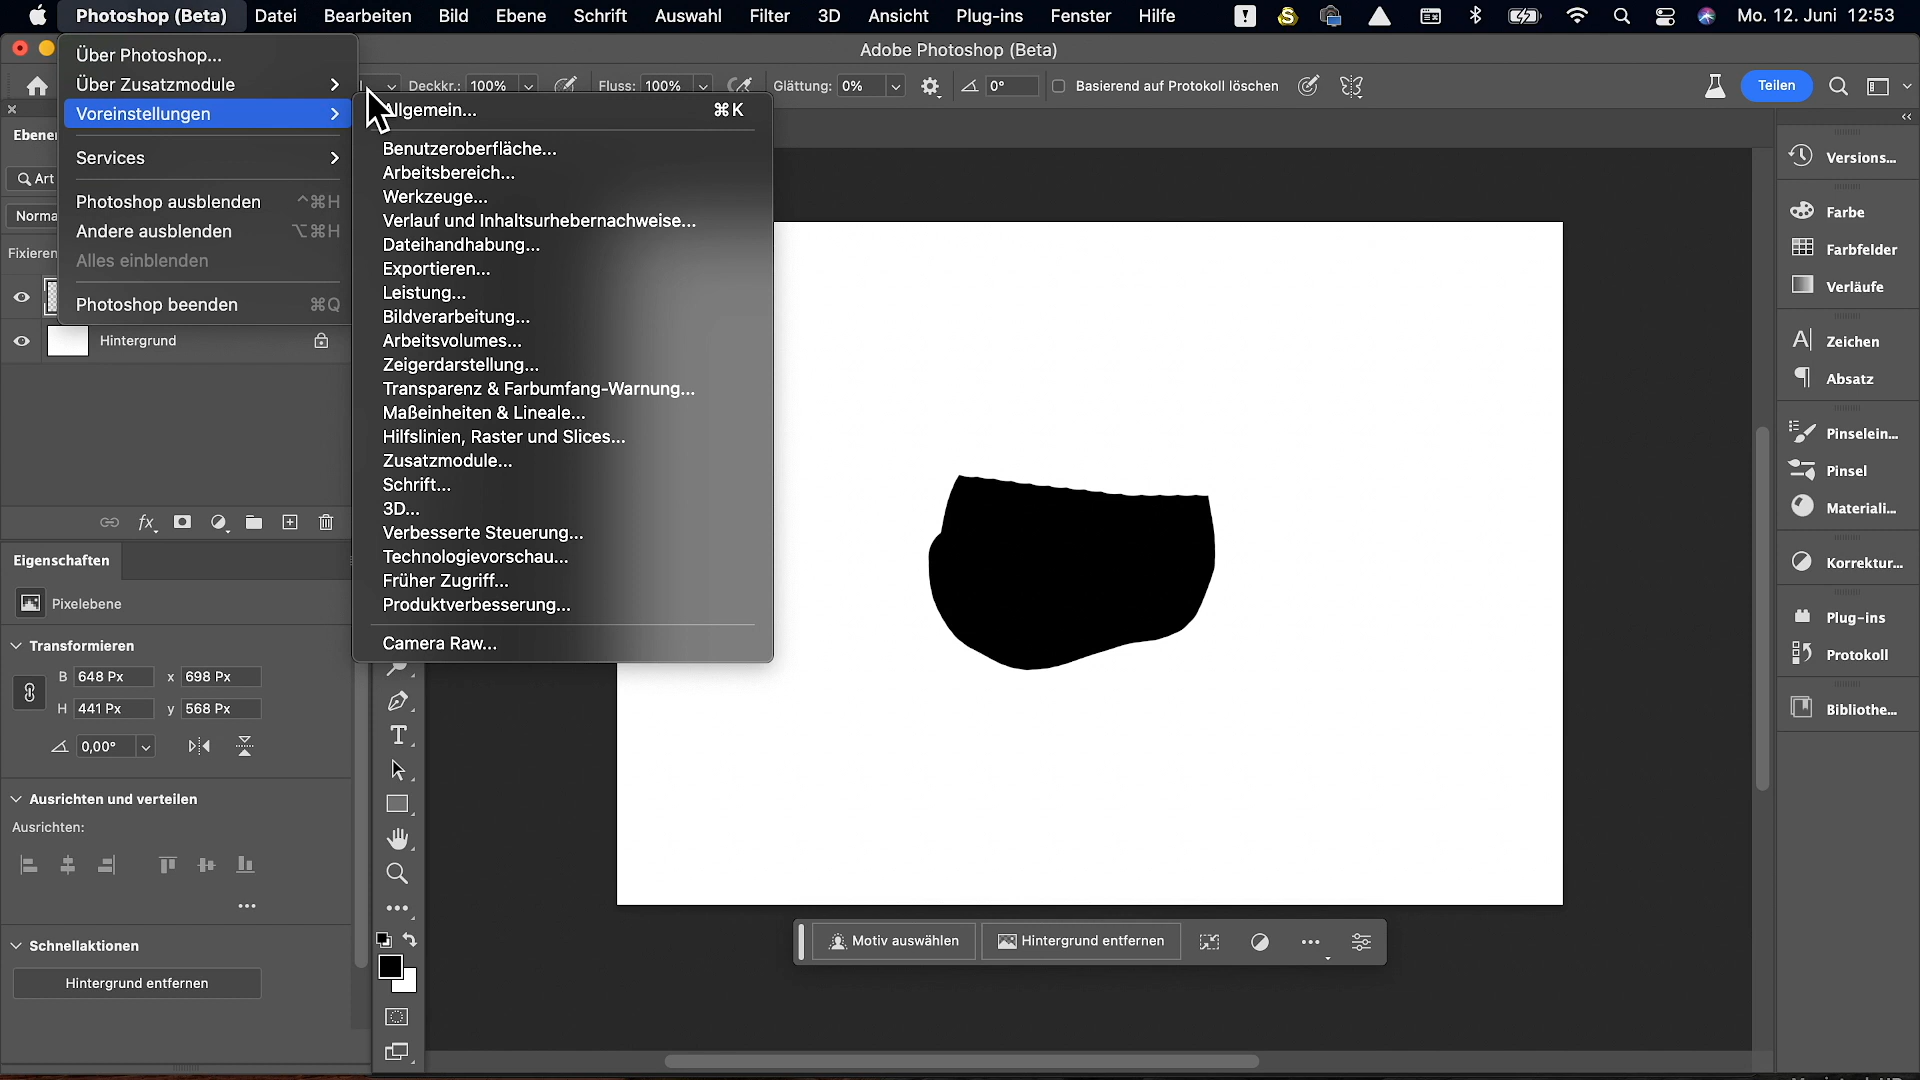 Photoshop (Beta) Datei Bearbeiten Bild Ebene Schrift Auswahl Filter 3D Ansicht Plug-ins Fenster Hilfe Mo. 12. Juni 12:53
Adobe Photoshop (Beta)
Deckkr.: 100% Fluss: 100% Glättung: 0% 0° Basierend auf Protokoll löschen Teilen
Über Photoshop...
Über Zusatzmodule
Voreinstellungen
Services
Photoshop ausblenden ^⌘H
Andere ausblenden ⌥⌘H
Alles einblenden
Photoshop beenden ⌘Q
Allgemein... ⌘K
Benutzeroberfläche...
Arbeitsbereich...
Werkzeuge...
Verlauf und Inhaltsurhebernachweise...
Dateihandhabung...
Exportieren...
Leistung...
Bildverarbeitung...
Arbeitsvolumes...
Zeigerdarstellung...
Transparenz & Farbumfang-Warnung...
Maßeinheiten & Lineale...
Hilfslinien, Raster und Slices...
Zusatzmodule...
Schrift...
3D...
Verbesserte Steuerung...
Technologievorschau...
Früher Zugriff...
Produktverbesserung...
Camera Raw...
Ebenen
Art
Norma
Fixieren
Hintergrund
fx
Eigenschaften
Pixelebene
Transformieren
B 648 Px x 698 Px
H 441 Px y 568 Px
0,00°
Ausrichten und verteilen
Ausrichten:
Schnellaktionen
Hintergrund entfernen
Motiv auswählen Hintergrund entfernen
Versions...
Farbe
Farbfelder
Verläufe
Zeichen
Absatz
Pinselein...
Pinsel
Materiali...
Korrektur...
Plug-ins
Protokoll
Bibliothe...